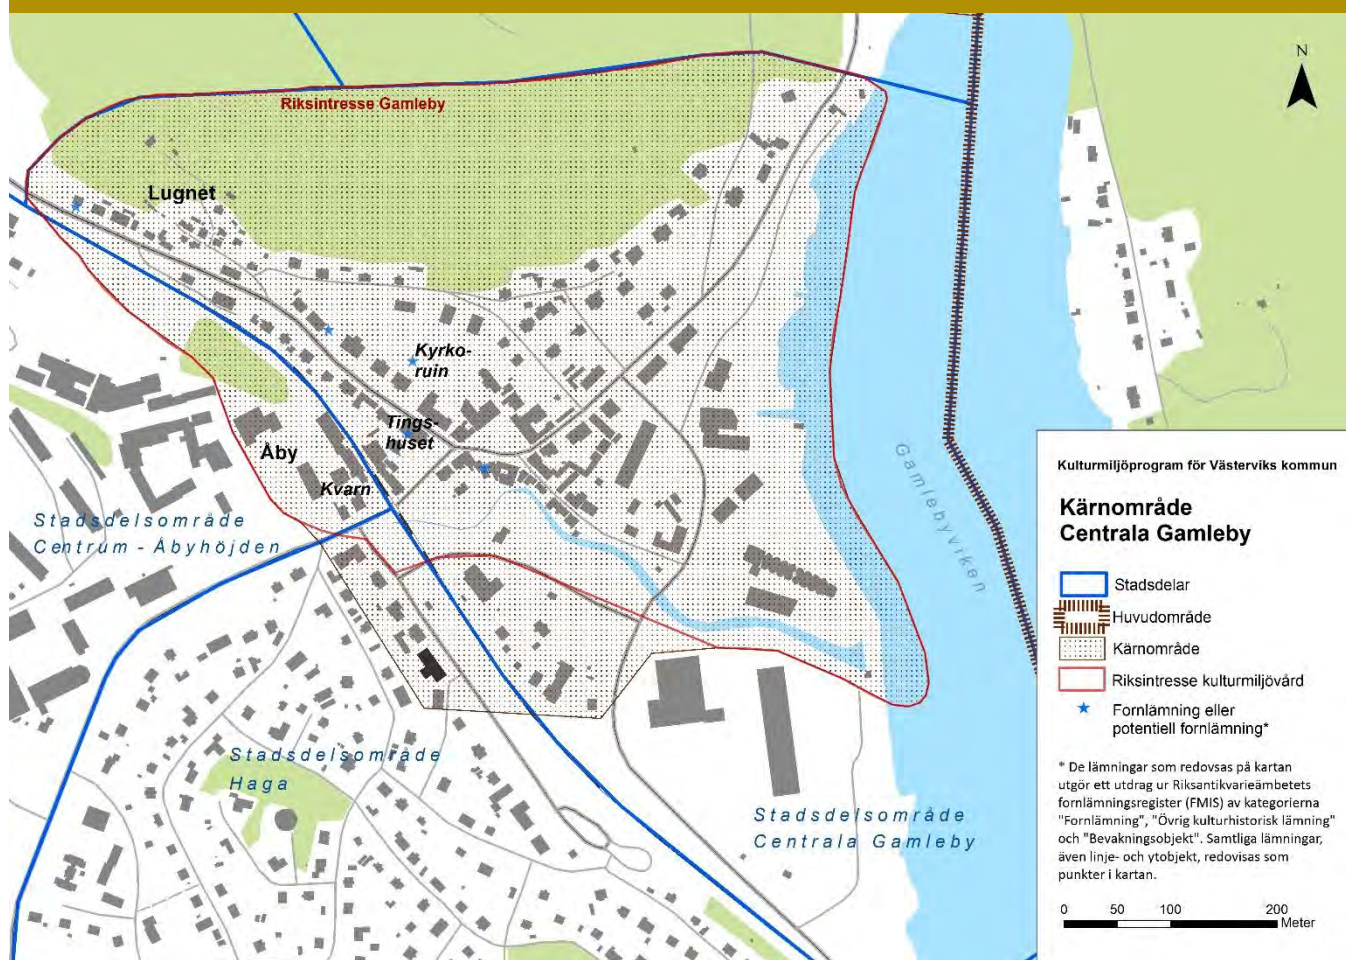 N
Riksintresse Gamleby
Lugnet
Kyrko-
ruin
Tings-
huset
Åby
Kvarn
Gamlebyviken
Stadsdelsområde
Centrum - Åbyhöjden
Stadsdelsområde
Haga
Stadsdelsområde
Centrala Gamleby
Kulturmiljöprogram för Västerviks kommun
Kärnområde
Centrala Gamleby
Stadsdelar
Huvudområde
Kärnområde
Riksintresse kulturmiljövård
Fornlämning eller
potentiell fornlämning*
* De lämningar som redovsas på kartan
utgör ett utdrag ur Riksantikvarieämbetets
fornlämningsregister (FMIS) av kategorierna
"Fornlämning", "Övrig kulturhistorisk lämning"
och "Bevakningsobjekt". Samtliga lämningar,
även linje- och ytobjekt, redovisas som
punkter i kartan.
0 50 100 200
Meter